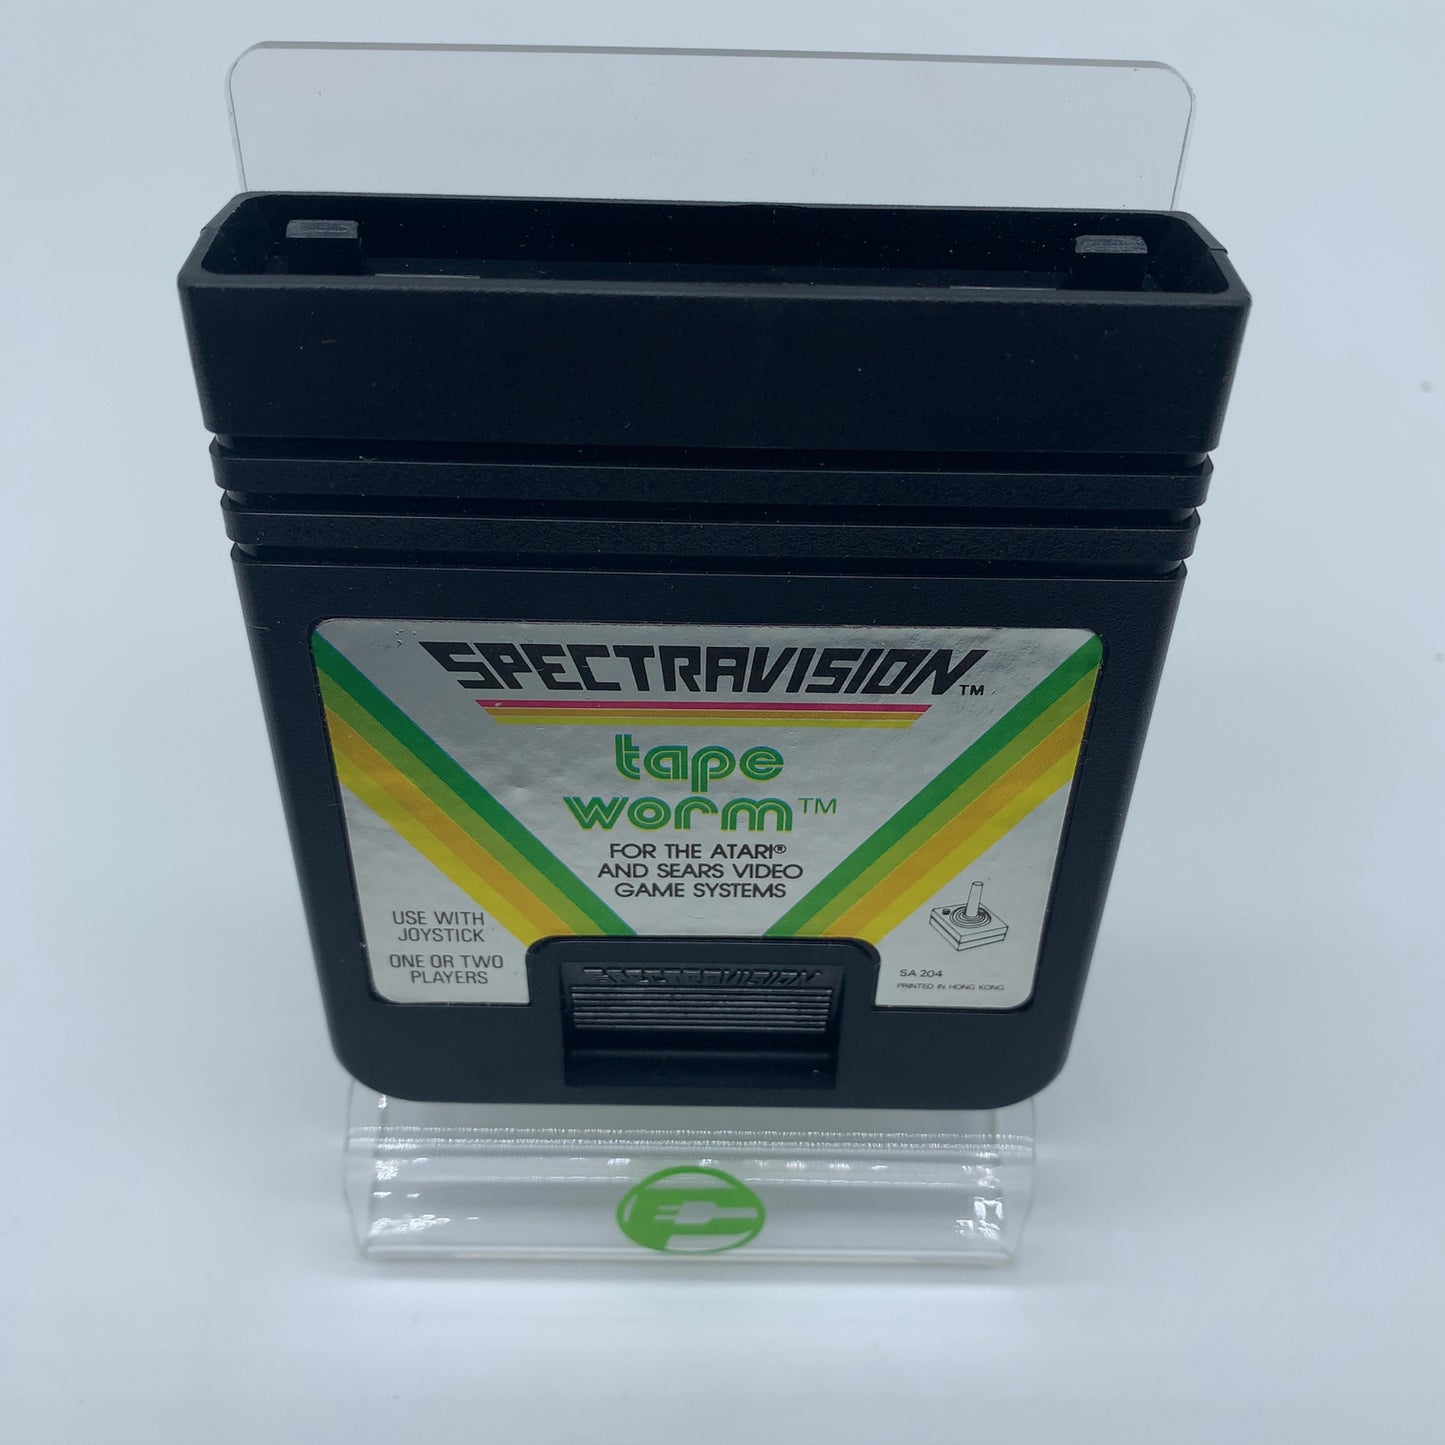 SPECTRAVISION™
tape
worm™
FOR THE ATARI®
AND SEARS VIDEO
GAME SYSTEMS
USE WITH
JOYSTICK
ONE OR TWO
PLAYERS
SA 204
PRINTED IN HONG KONG
SPECTRAVISION